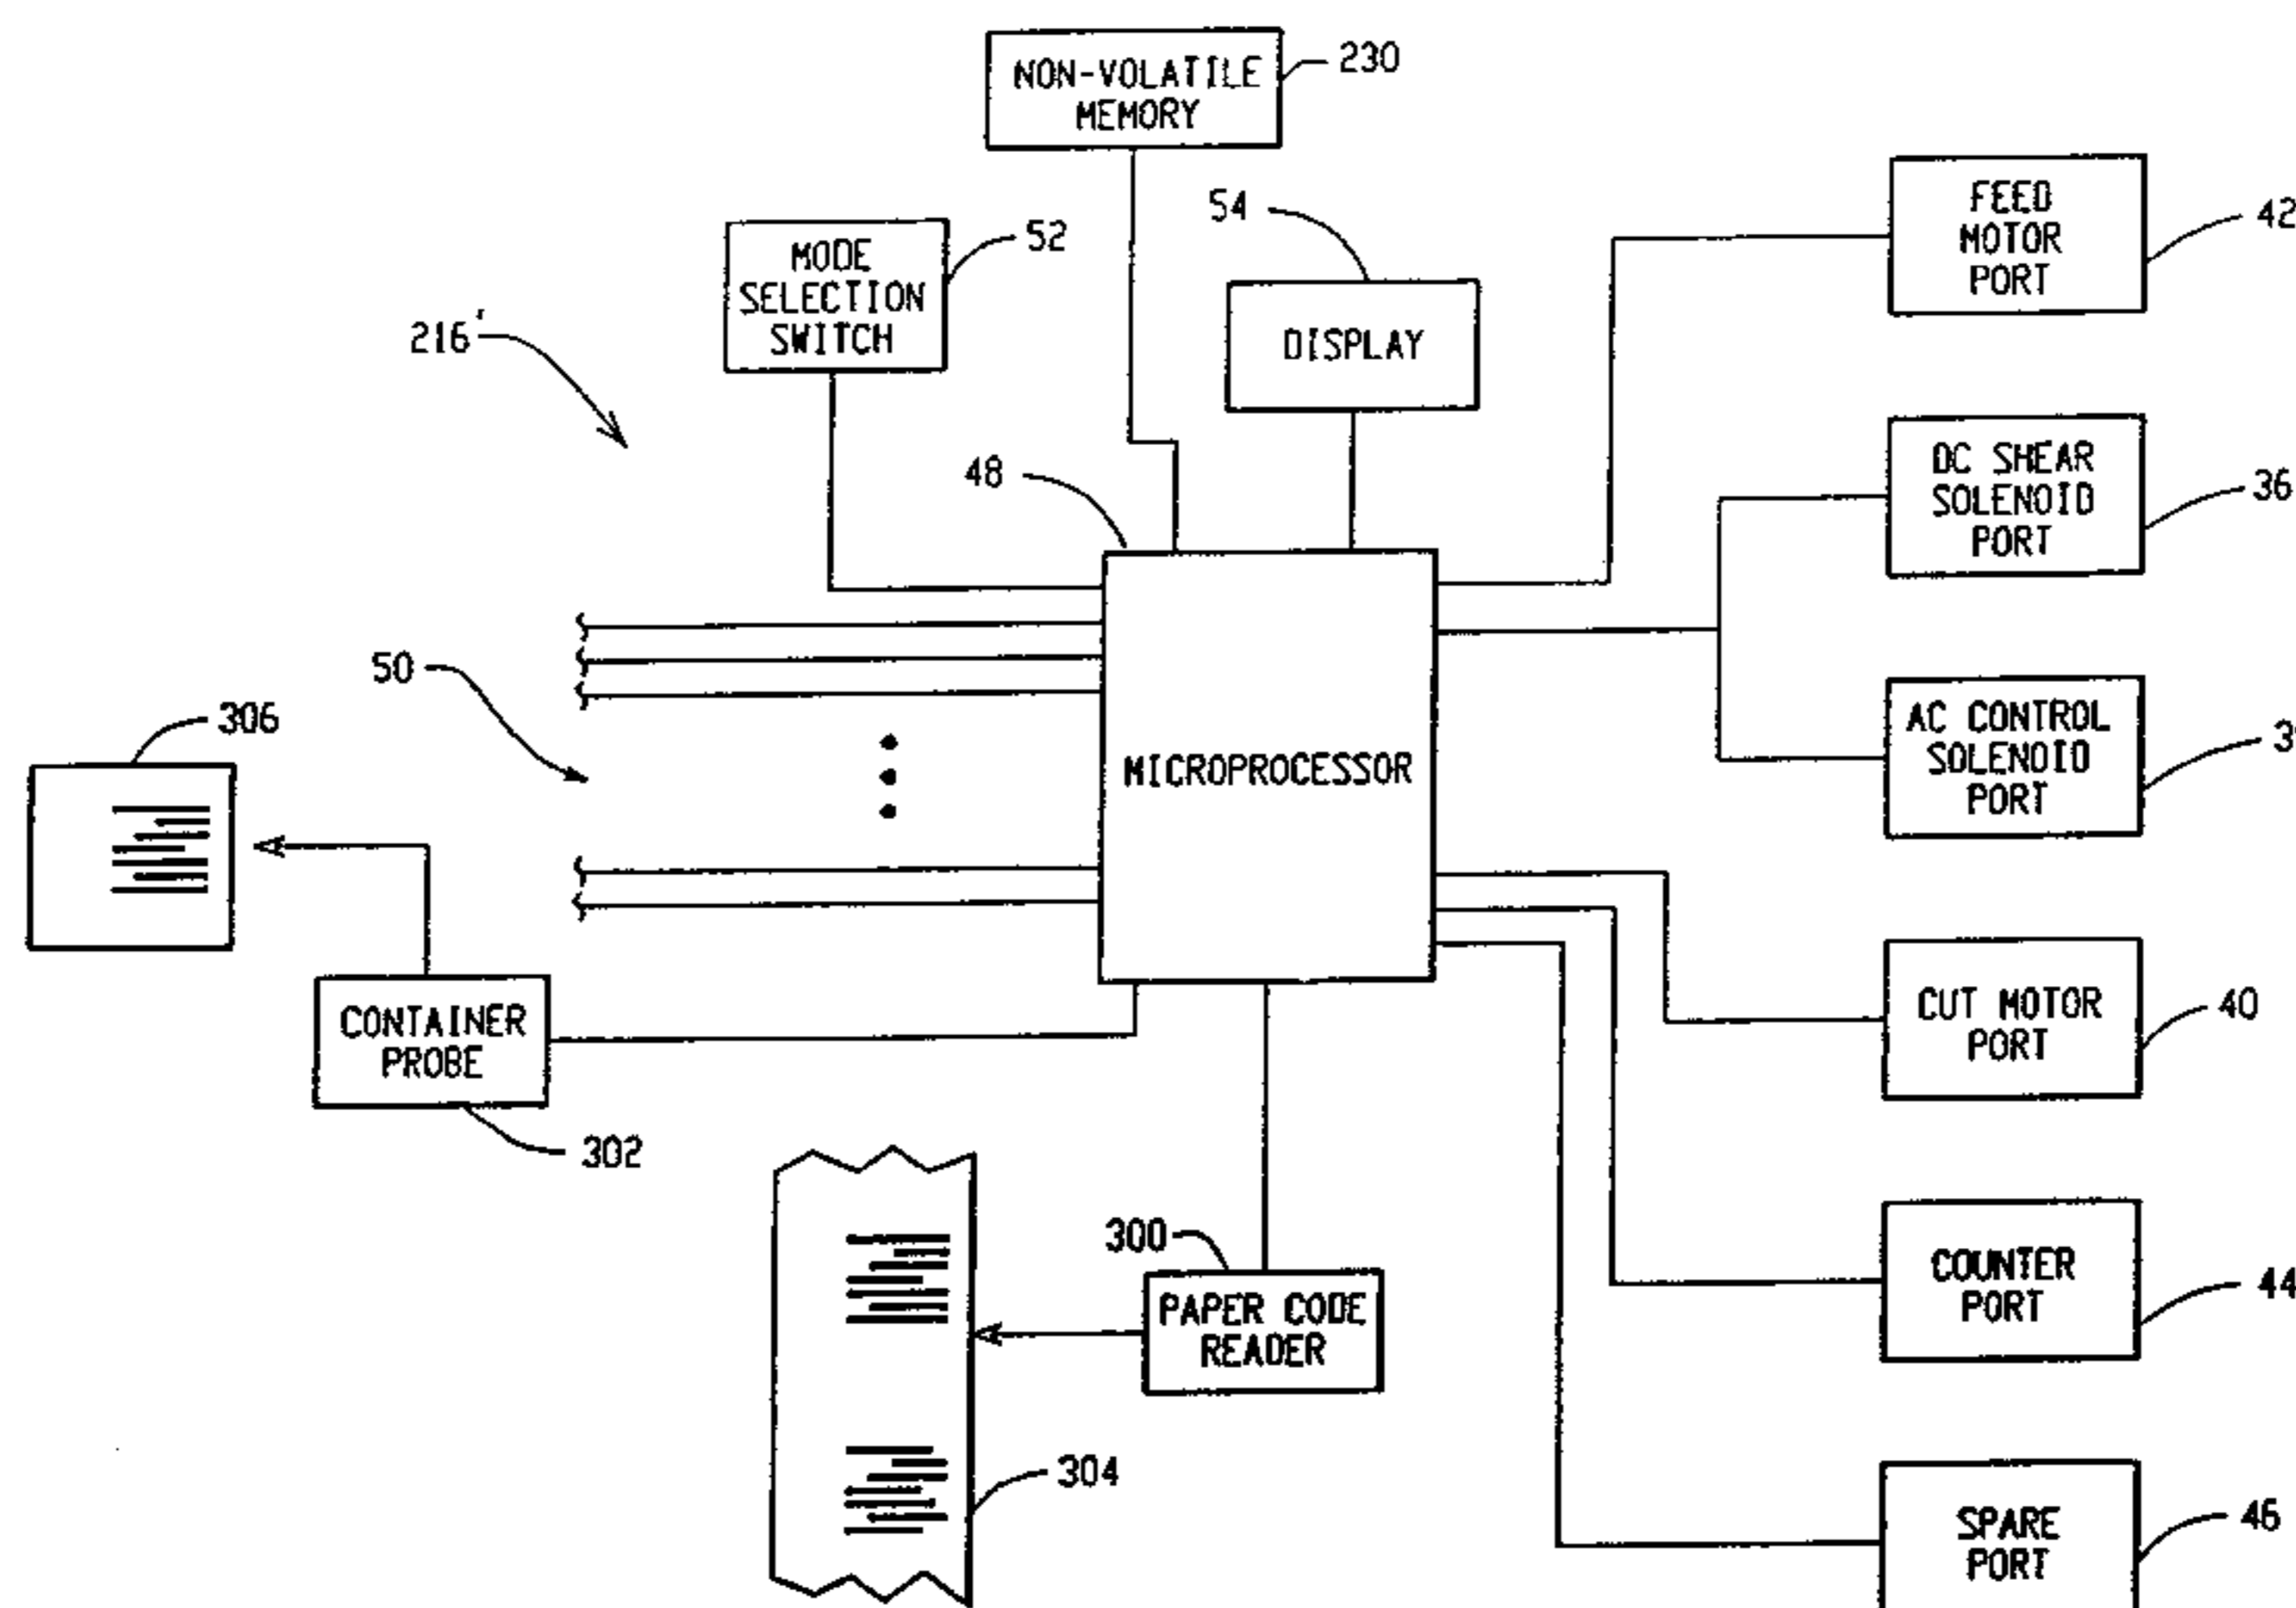 NON-VOLATILE
MEMORY
230
MODE
SELECTION
SWITCH
52
54
DISPLAY
FEED
MOTOR
PORT
42
216'
48
DC SHEAR
SOLENOID
PORT
36
50
306
MICROPROCESSOR
AC CONTROL
SOLENOID
PORT
CONTAINER
PROBE
302
CUT MOTOR
PORT
40
300
PAPER CODE
READER
COUNTER
PORT
44
304
SPARE
PORT
46